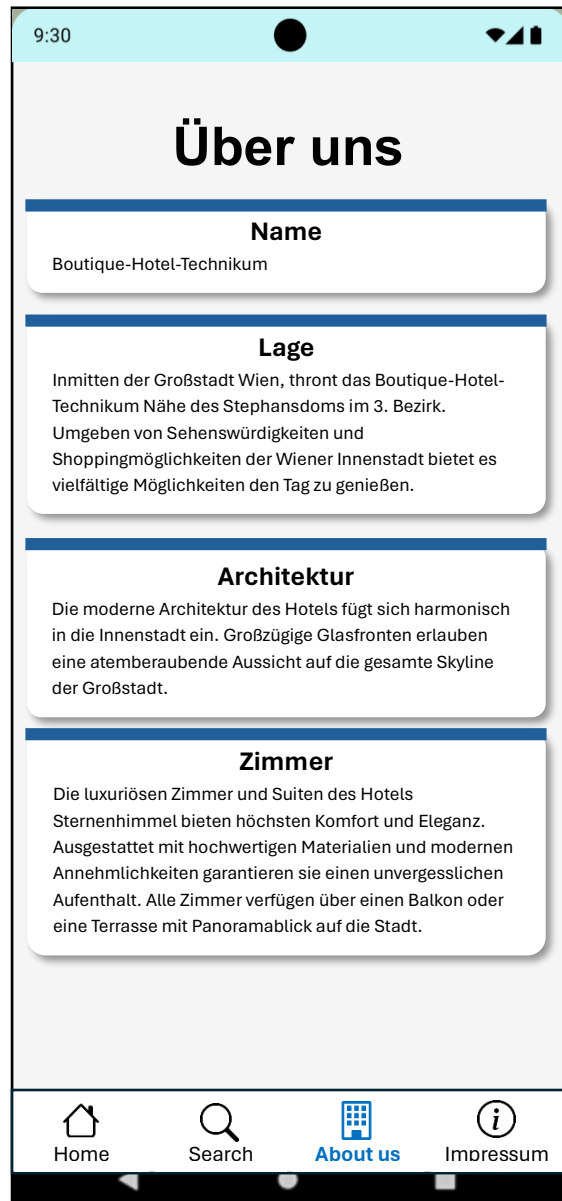 9:30
Über uns
Name
Boutique-Hotel-Technikum
Lage
Inmitten der Großstadt Wien, thront das Boutique-Hotel-
Technikum Nähe des Stephansdoms im 3. Bezirk.
Umgeben von Sehenswürdigkeiten und
Shoppingmöglichkeiten der Wiener Innenstadt bietet es
vielfältige Möglichkeiten den Tag zu genießen.
Architektur
Die moderne Architektur des Hotels fügt sich harmonisch
in die Innenstadt ein. Großzügige Glasfronten erlauben
eine atemberaubende Aussicht auf die gesamte Skyline
der Großstadt.
Zimmer
Die luxuriösen Zimmer und Suiten des Hotels
Sternenhimmel bieten höchsten Komfort und Eleganz.
Ausgestattet mit hochwertigen Materialien und modernen
Annehmlichkeiten garantieren sie einen unvergesslichen
Aufenthalt. Alle Zimmer verfügen über einen Balkon oder
eine Terrasse mit Panoramablick auf die Stadt.
Home Search About us Impressum